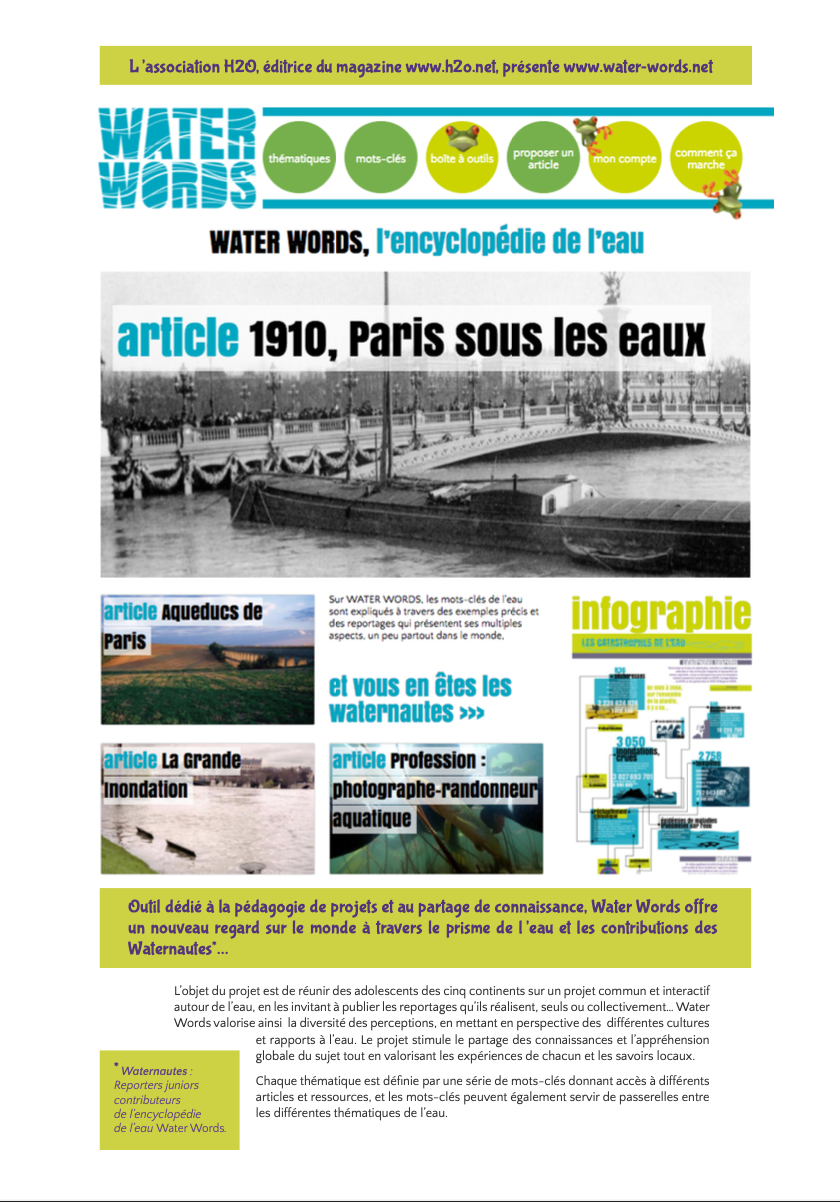 L'association H2O, éditrice du magazine www.h2o.net, présente www.water-words.net
WATER
WORDS
thématiques
mots-clés
boîte à outils
proposer un
article
mon compte
comment ça
marche
WATER WORDS, l'encyclopédie de l'eau
article 1910, Paris sous les eaux
article Aqueducs de
Paris
Sur WATER WORDS, les mots-clés de l'eau
sont expliqués à travers des exemples précis et
des reportages qui présentent ses multiples
aspects, un peu partout dans le monde.
et vous en êtes les
waternautes >>>
infographie
LES CATASTROPHES DE L'EAU
3 050
inondations,
crues
2 758
article La Grande
Inondation
article Profession :
photographe-randonneur
aquatique
Outil dédié à la pédagogie de projets et au partage de connaissance, Water Words offre
un nouveau regard sur le monde à travers le prisme de l'eau et les contributions des
Waternautes*...
L'objet du projet est de réunir des adolescents des cinq continents sur un projet commun et interactif
autour de l'eau, en les invitant à publier les reportages qu'ils réalisent, seuls ou collectivement... Water
Words valorise ainsi la diversité des perceptions, en mettant en perspective des différentes cultures
et rapports à l'eau. Le projet stimule le partage des connaissances et l'appréhension
globale du sujet tout en valorisant les expériences de chacun et les savoirs locaux.
* Waternautes :
Reporters juniors
contributeurs
de l'encyclopédie
de l'eau Water Words.
Chaque thématique est définie par une série de mots-clés donnant accès à différents
articles et ressources, et les mots-clés peuvent également servir de passerelles entre
les différentes thématiques de l'eau.